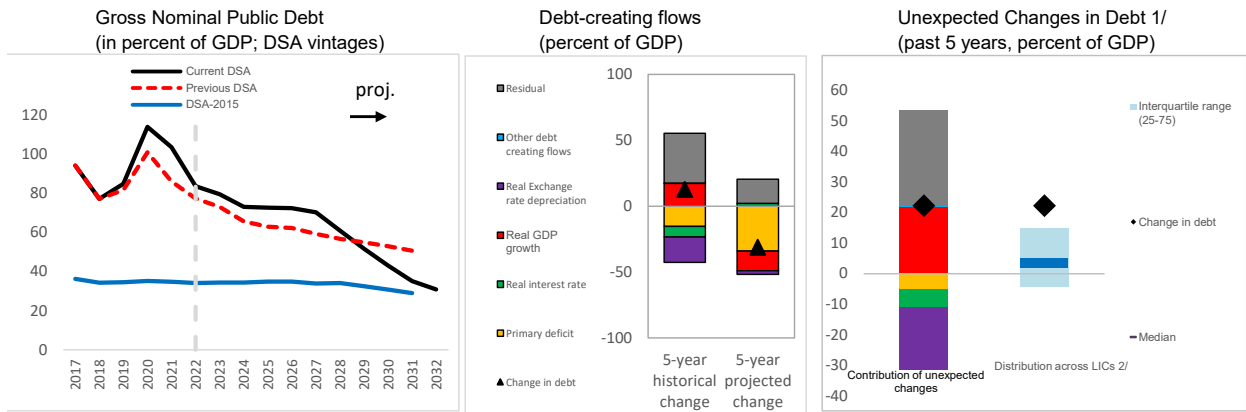 Gross Nominal Public Debt
(in percent of GDP; DSA vintages)
Current DSA
Previous DSA
DSA-2015
proj.
120
100
80
60
40
20
0
2017
2018
2019
2020
2021
2022
2023
2024
2025
2026
2027
2028
2029
2030
2031
2032
Debt-creating flows
(percent of GDP)
Residual
Other debt
creating flows
Real Exchange
rate depreciation
Real GDP
growth
Real interest rate
Primary deficit
Change in debt
100
50
0
-50
-100
5-year
historical
change
5-year
projected
change
Unexpected Changes in Debt 1/
(past 5 years, percent of GDP)
60
50
40
30
20
10
0
-10
-20
-30
-40
Interquartile range
(25-75)
Change in debt
Median
Contribution of unexpected
changes
Distribution across LICs 2/